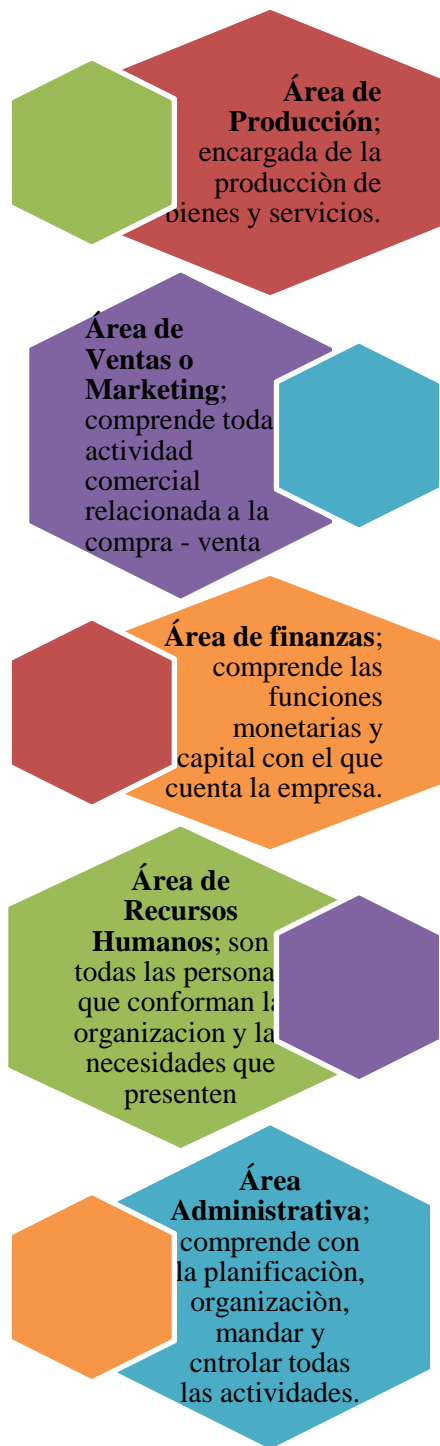 Área de
Producción;
encargada de la
producciòn de
bienes y servicios.
Área de
Ventas o
Marketing;
comprende toda
actividad
comercial
relacionada a la
compra - venta
Área de finanzas;
comprende las
funciones
monetarias y
capital con el que
cuenta la empresa.
Área de
Recursos
Humanos; son
todas las persona
que conforman la
organizacion y la
necesidades que
presenten
Área
Administrativa;
comprende con
la planificaciòn,
organizaciòn,
mandar y
cntrolar todas
las actividades.